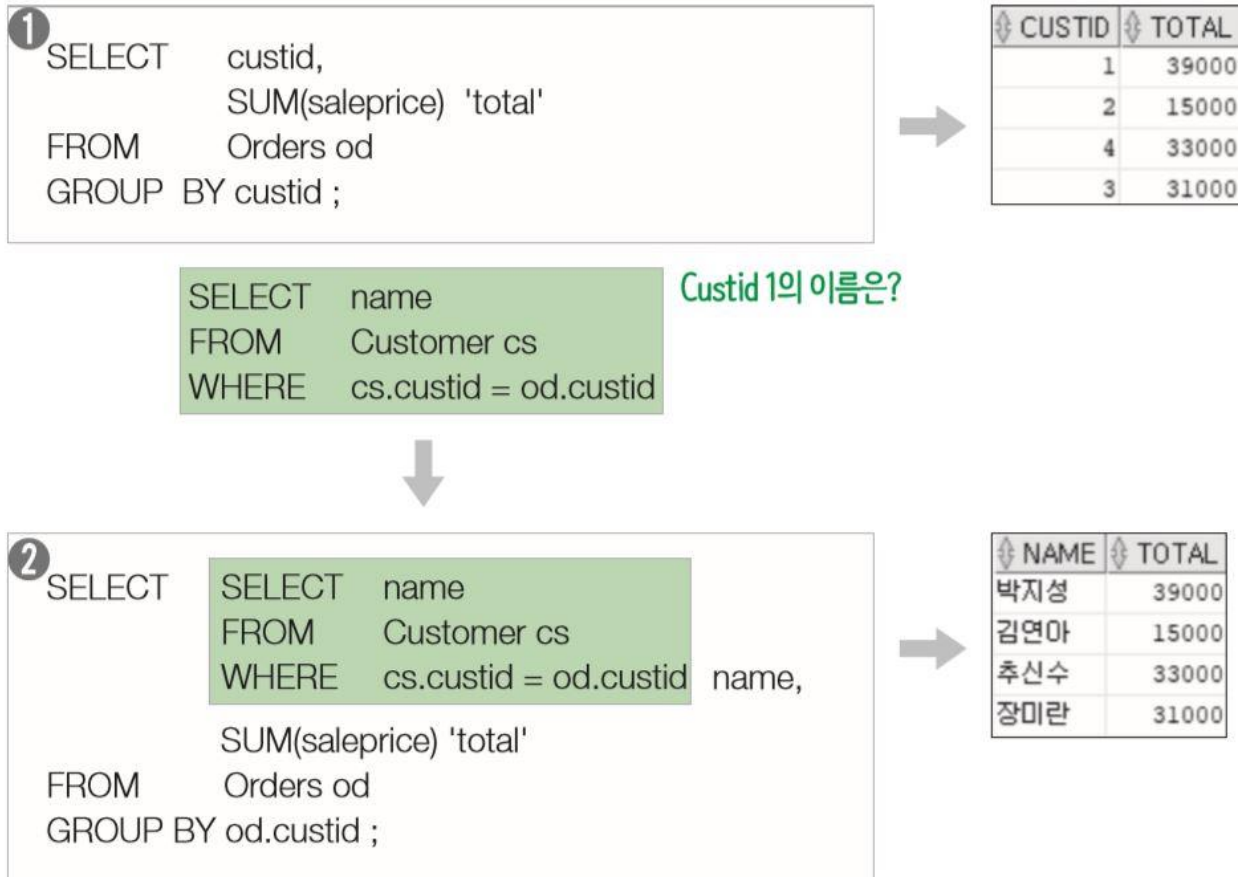 1
SELECT custid,
SUM(saleprice) 'total'
FROM Orders od
GROUP BY custid ;
CUSTID TOTAL
1 39000
2 15000
4 33000
3 31000
SELECT name
FROM Customer cs
WHERE cs.custid = od.custid
Custid 1의 이름은?
2
SELECT SELECT name
FROM Customer cs
WHERE cs.custid = od.custid name,
SUM(saleprice) 'total'
FROM Orders od
GROUP BY od.custid ;
NAME TOTAL
박지성 39000
김연아 15000
추신수 33000
장미란 31000